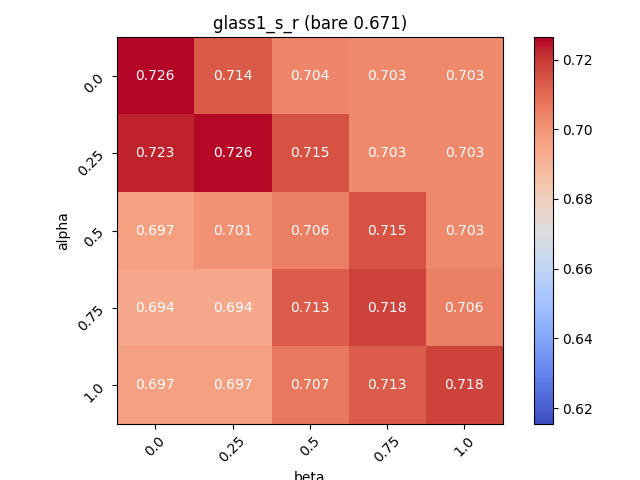 glass1_s_r (bare 0.671)
0.0 0.726 0.714 0.704 0.703 0.703
0.25 0.723 0.726 0.715 0.703 0.703
0.5 0.697 0.701 0.706 0.715 0.703
0.75 0.694 0.694 0.713 0.718 0.706
1.0 0.697 0.697 0.707 0.713 0.718
alpha
0.0 0.25 0.5 0.75 1.0
beta
0.72
0.70
0.68
0.66
0.64
0.62